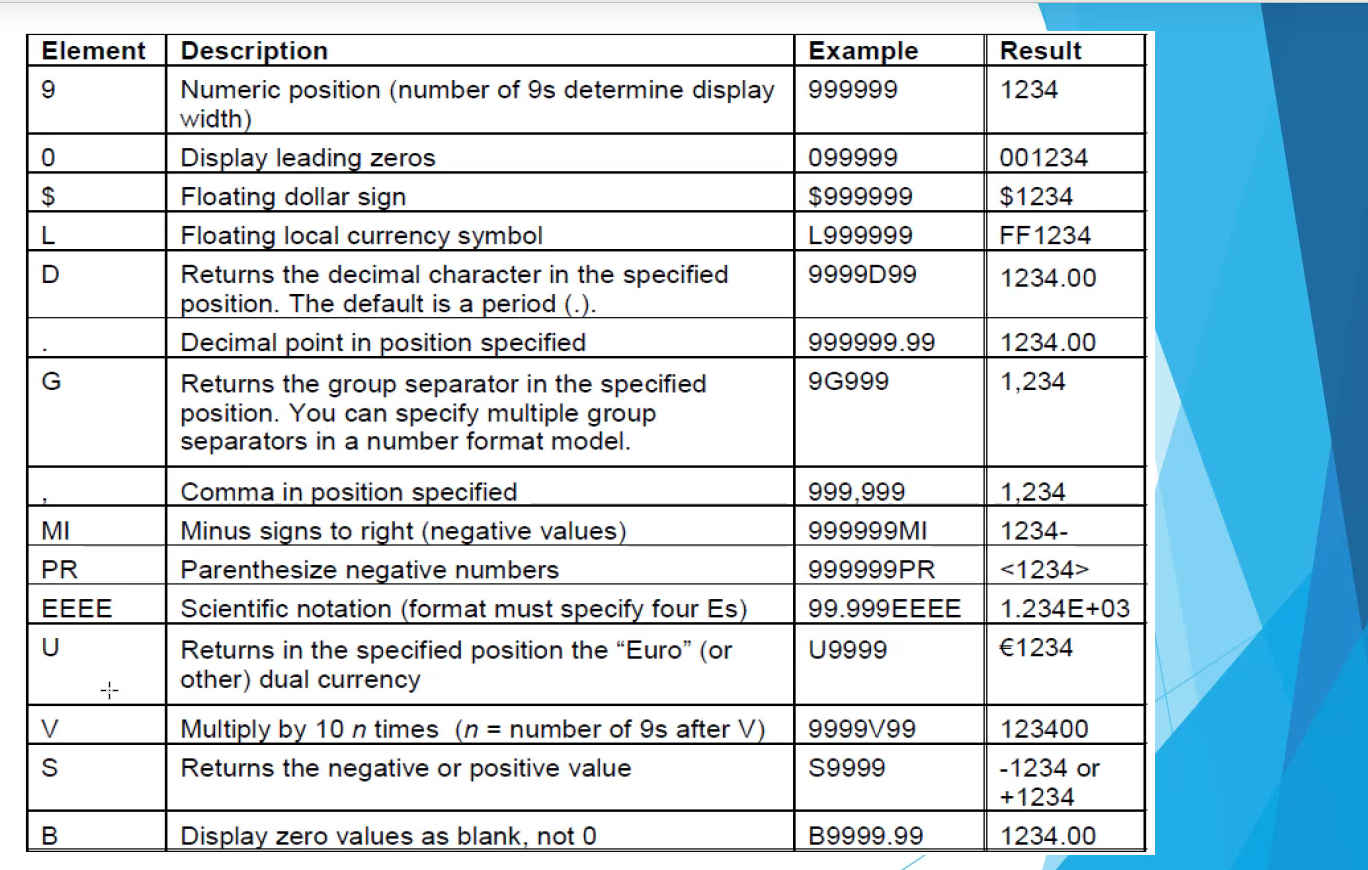 Element Description Example Result
9 Numeric position (number of 9s determine display 999999 1234
width)
0 Display leading zeros 099999 001234
$ Floating dollar sign $999999 $1234
L Floating local currency symbol L999999 FF1234
D Returns the decimal character in the specified 9999D99 1234.00
position. The default is a period (.).
. Decimal point in position specified 999999.99 1234.00
G Returns the group separator in the specified 9G999 1,234
position. You can specify multiple group
separators in a number format model.
, Comma in position specified 999,999 1,234
MI Minus signs to right (negative values) 999999MI 1234-
PR Parenthesize negative numbers 999999PR <1234>
EEEE Scientific notation (format must specify four Es) 99.999EEEE 1.234E+03
U Returns in the specified position the “Euro” (or U9999 €1234
other) dual currency
V Multiply by 10 n times (n = number of 9s after V) 9999V99 123400
S Returns the negative or positive value S9999 -1234 or
+1234
B Display zero values as blank, not 0 B9999.99 1234.00